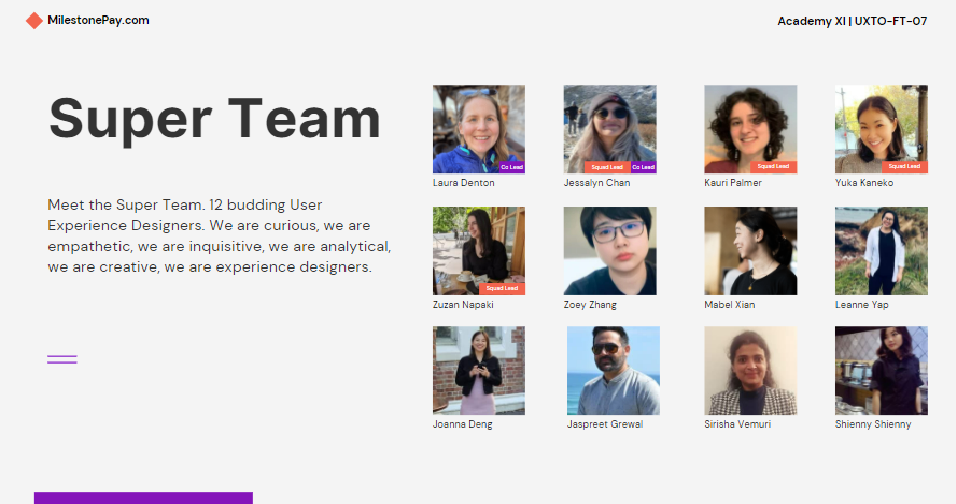 MilestonePay.com
Academy XI || UXTO-FT-07
Super Team
Meet the Super Team. 12 budding User
Experience Designers. We are curious, we are
empathetic, we are inquisitive, we are analytical,
we are creative, we are experience designers.
Co Lead
Squad Lead Co Lead
Squad Lead
Squad Lead
Laura Denton
Jessalyn Chan
Kauri Palmer
Yuka Kaneko
Squad Lead
Zuzan Napaki
Zoey Zhang
Mabel Xian
Leanne Yap
Joanna Deng
Jaspreet Grewal
Sirisha Vemuri
Shienny Shienny